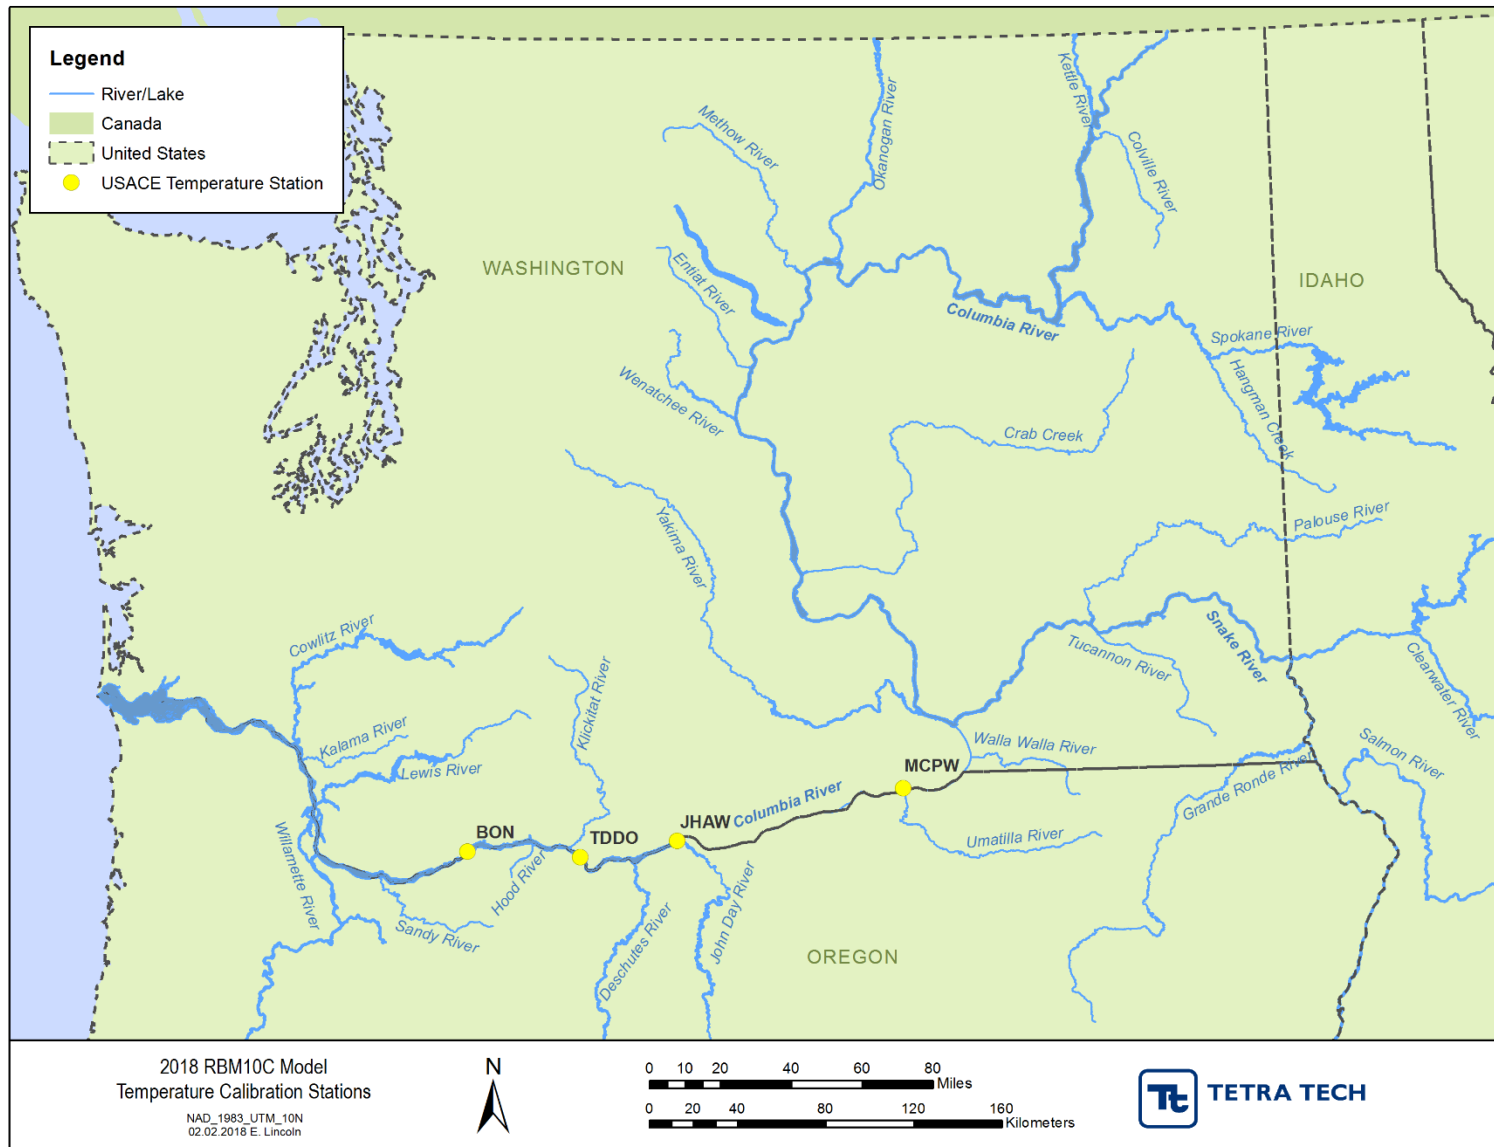 Legend
River/Lake
Canada
United States
USACE Temperature Station
Methow River
Okanogan River
Kettle River
Colville River
WASHINGTON
IDAHO
Entiat River
Columbia River
Spokane River
Hangman Creek
Wenatchee River
Crab Creek
Yakima River
Palouse River
Cowlitz River
Klickitat River
Tucannon River
Snake River
Clearwater River
Kalama River
Lewis River
Walla Walla River
Salmon River
Grande Ronde River
MCPW
Columbia River
JHAW
BON
TDDO
Umatilla River
Willamette River
Hood River
Sandy River
Deschutes River
John Day River
OREGON
2018 RBM10C Model
Temperature Calibration Stations
NAD_1983_UTM_10N
02.02.2018 E. Lincoln
N
0 10 20 40 60 80
Miles
0 20 40 80 120 160
Kilometers
Tt
TETRA TECH